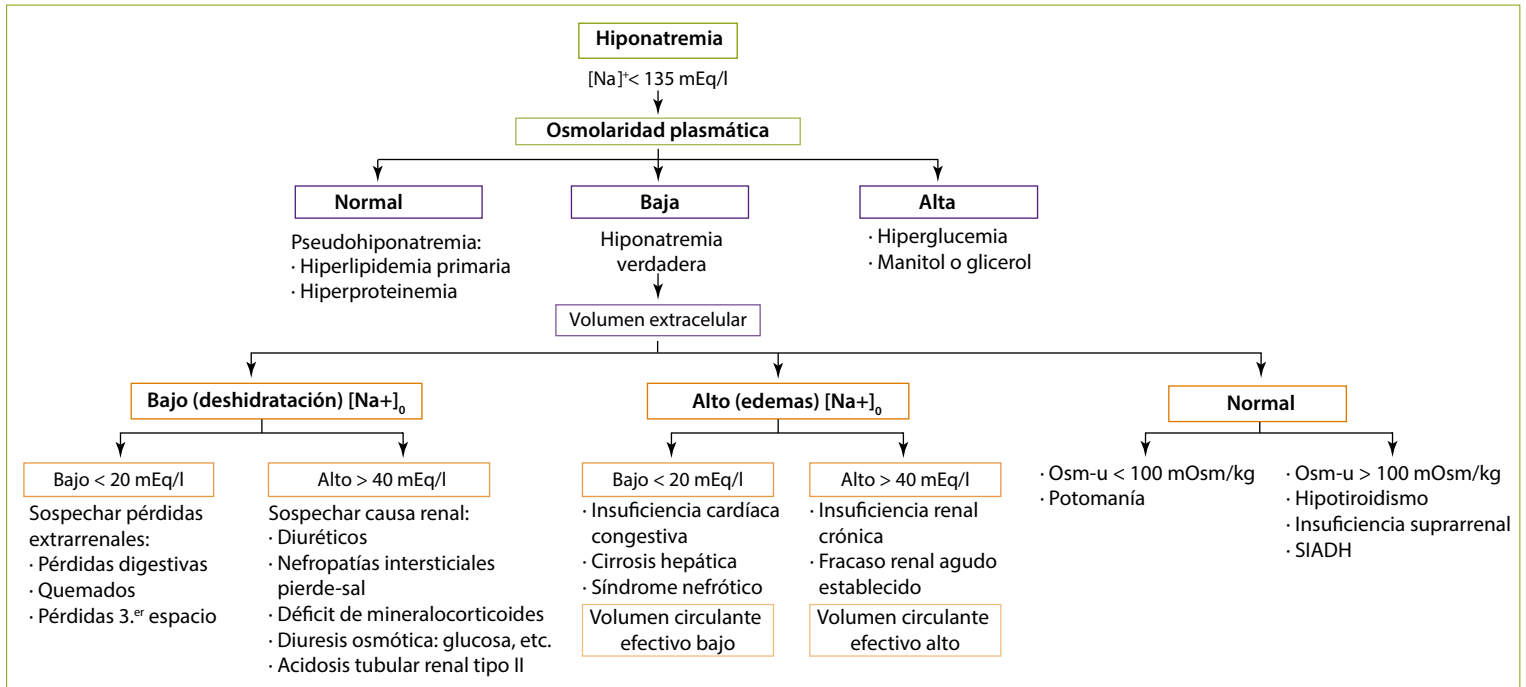 Hiponatremia
[Na]⁺< 135 mEq/l
Osmolaridad plasmática
Normal
Pseudohiponatremia:
· Hiperlipidemia primaria
· Hiperproteinemia
Baja
Hiponatremia
verdadera
Alta
· Hiperglucemia
· Manitol o glicerol
Volumen extracelular
Bajo (deshidratación) [Na+]₀
Bajo < 20 mEq/l
Sospechar pérdidas
extrarrenales:
· Pérdidas digestivas
· Quemados
· Pérdidas 3.ᵉʳ espacio
Alto > 40 mEq/l
Sospechar causa renal:
· Diuréticos
· Nefropatías intersticiales
pierde-sal
· Déficit de mineralocorticoides
· Diuresis osmótica: glucosa, etc.
· Acidosis tubular renal tipo II
Alto (edemas) [Na+]₀
Bajo < 20 mEq/l
· Insuficiencia cardíaca
congestiva
· Cirrosis hepática
· Síndrome nefrótico
Volumen circulante
efectivo bajo
Alto > 40 mEq/l
· Insuficiencia renal
crónica
· Fracaso renal agudo
establecido
Volumen circulante
efectivo alto
Normal
· Osm-u < 100 mOsm/kg
· Potomanía
· Osm-u > 100 mOsm/kg
· Hipotiroidismo
· Insuficiencia suprarrenal
· SIADH